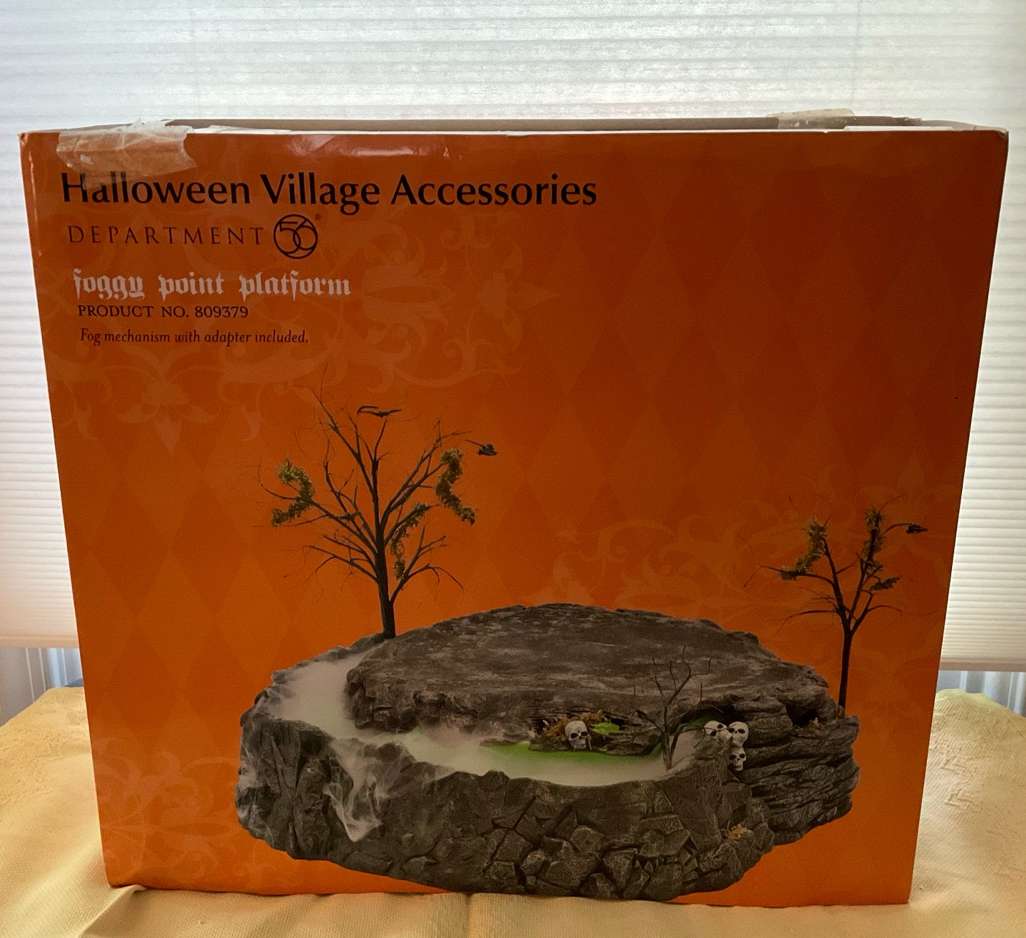 Halloween Village Accessories
DEPARTMENT 56®
foggy point platform
PRODUCT NO. 809379
Fog mechanism with adapter included.